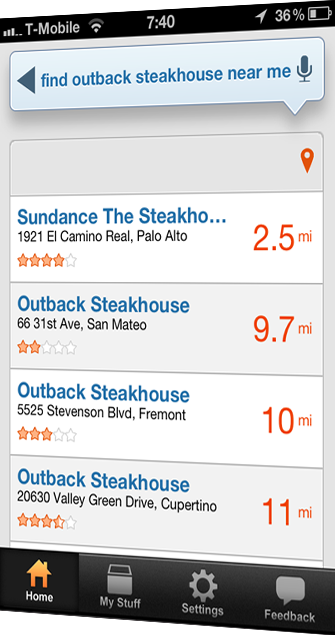 T-Mobile 7:40 36%
find outback steakhouse near me
Sundance The Steakho...
1921 El Camino Real, Palo Alto
2.5 mi
Outback Steakhouse
66 31st Ave, San Mateo
9.7 mi
Outback Steakhouse
5525 Stevenson Blvd, Fremont
10 mi
Outback Steakhouse
20630 Valley Green Drive, Cupertino
11 mi
Home My Stuff Settings Feedback